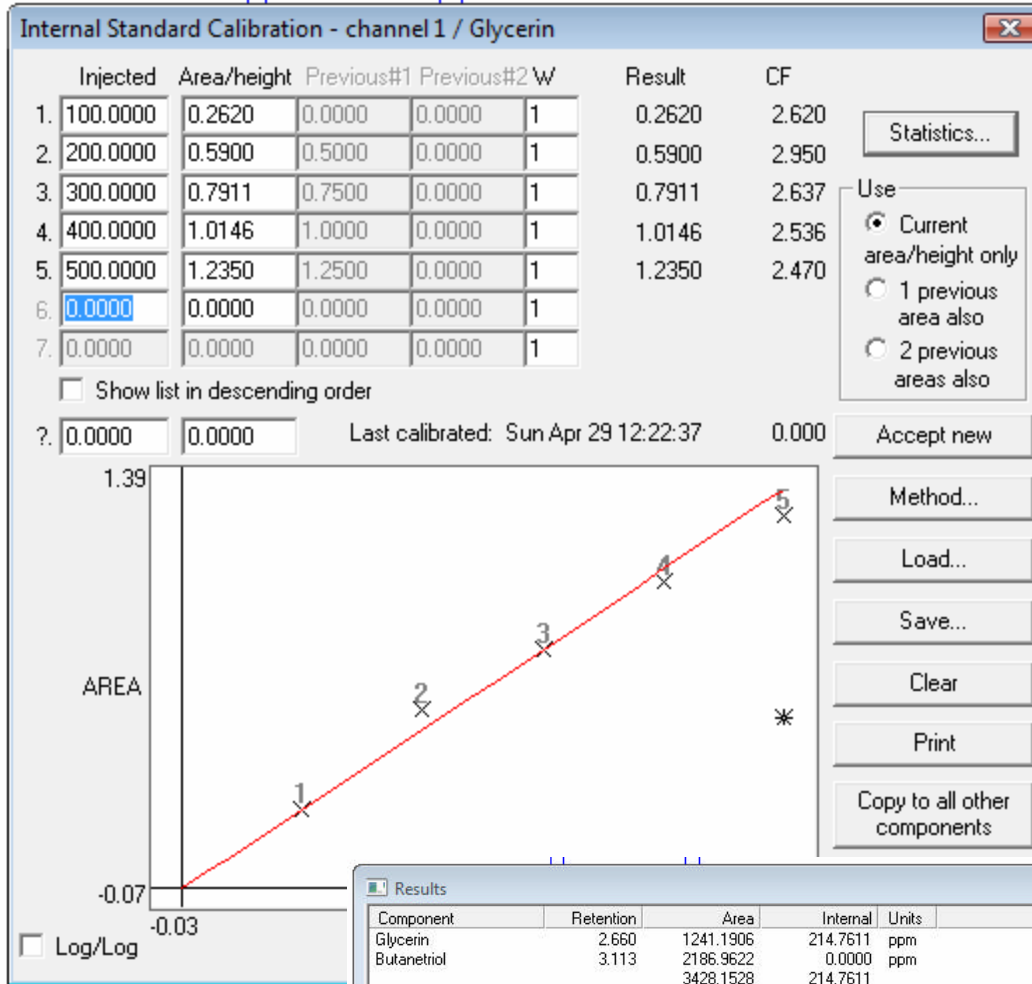 Internal Standard Calibration - channel 1 / Glycerin
Injected Area/height Previous#1 Previous#2 W Result CF
1. 100.0000 0.2620 0.0000 0.0000 1 0.2620 2.620
2. 200.0000 0.5900 0.5000 0.0000 1 0.5900 2.950
3. 300.0000 0.7911 0.7500 0.0000 1 0.7911 2.637
4. 400.0000 1.0146 1.0000 0.0000 1 1.0146 2.536
5. 500.0000 1.2350 1.2500 0.0000 1 1.2350 2.470
6. 0.0000 0.0000 0.0000 0.0000 1
7. 0.0000 0.0000 0.0000 0.0000 1
Statistics...
Use
Current
area/height only
1 previous
area also
2 previous
areas also
Show list in descending order
?. 0.0000 0.0000 Last calibrated: Sun Apr 29 12:22:37 0.000
Accept new
Method...
Load...
Save...
Clear
Print
Copy to all other
components
1.39
5
4
3
2
1
AREA
-0.07
-0.03
Log/Log
Results
Component Retention Area Internal Units
Glycerin 2.660 1241.1906 214.7611 ppm
Butanetriol 3.113 2186.9622 0.0000 ppm
3428.1528 214.7611